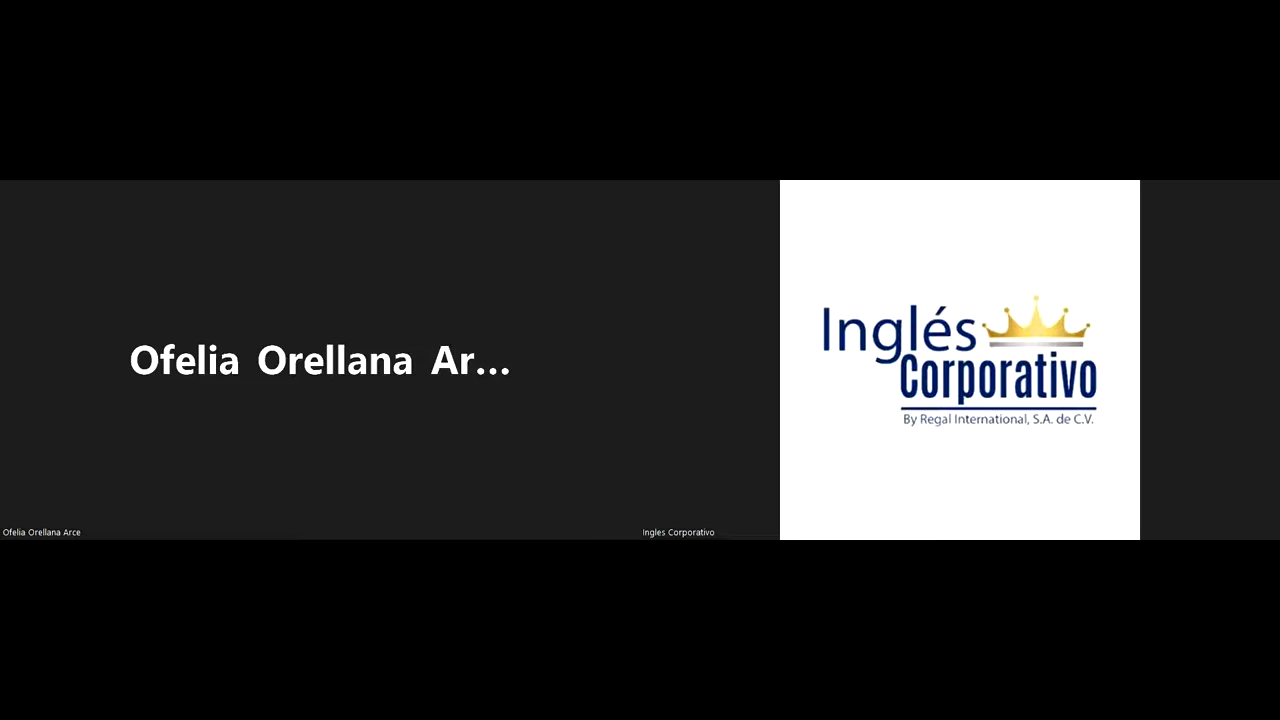 Ofelia Orellana Ar...
Ofelia Orellana Arce
Inglés
Corporativo
By Regal International, S.A. de C.V.
Ingles Corporativo